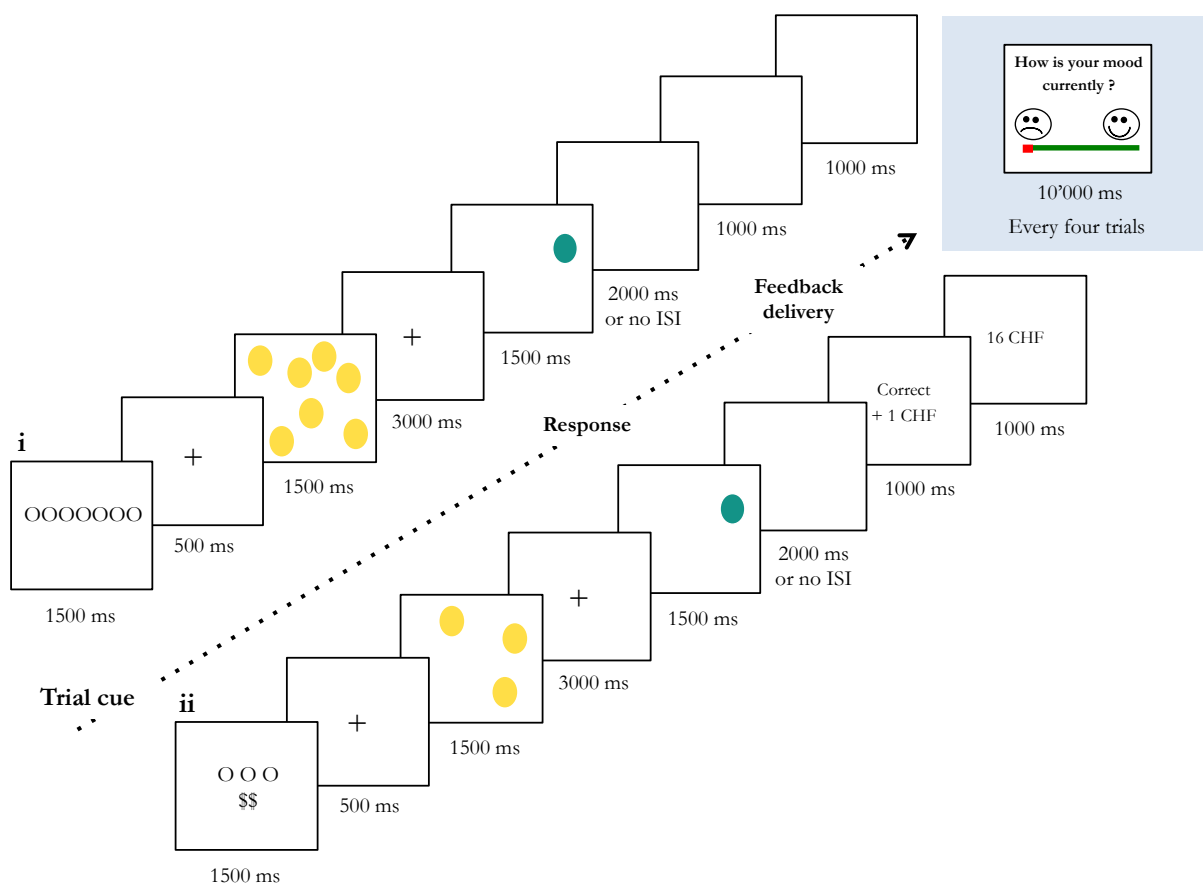 How is your mood
currently ?
10’000 ms
Every four trials
i
OOOOOOO
1500 ms
+
500 ms
1500 ms
+
3000 ms
1500 ms
2000 ms
or no ISI
1000 ms
1000 ms
Trial cue
Response
Feedback
delivery
ii
O O O
$$
1500 ms
+
500 ms
1500 ms
+
3000 ms
1500 ms
2000 ms
or no ISI
Correct
+ 1 CHF
1000 ms
16 CHF
1000 ms